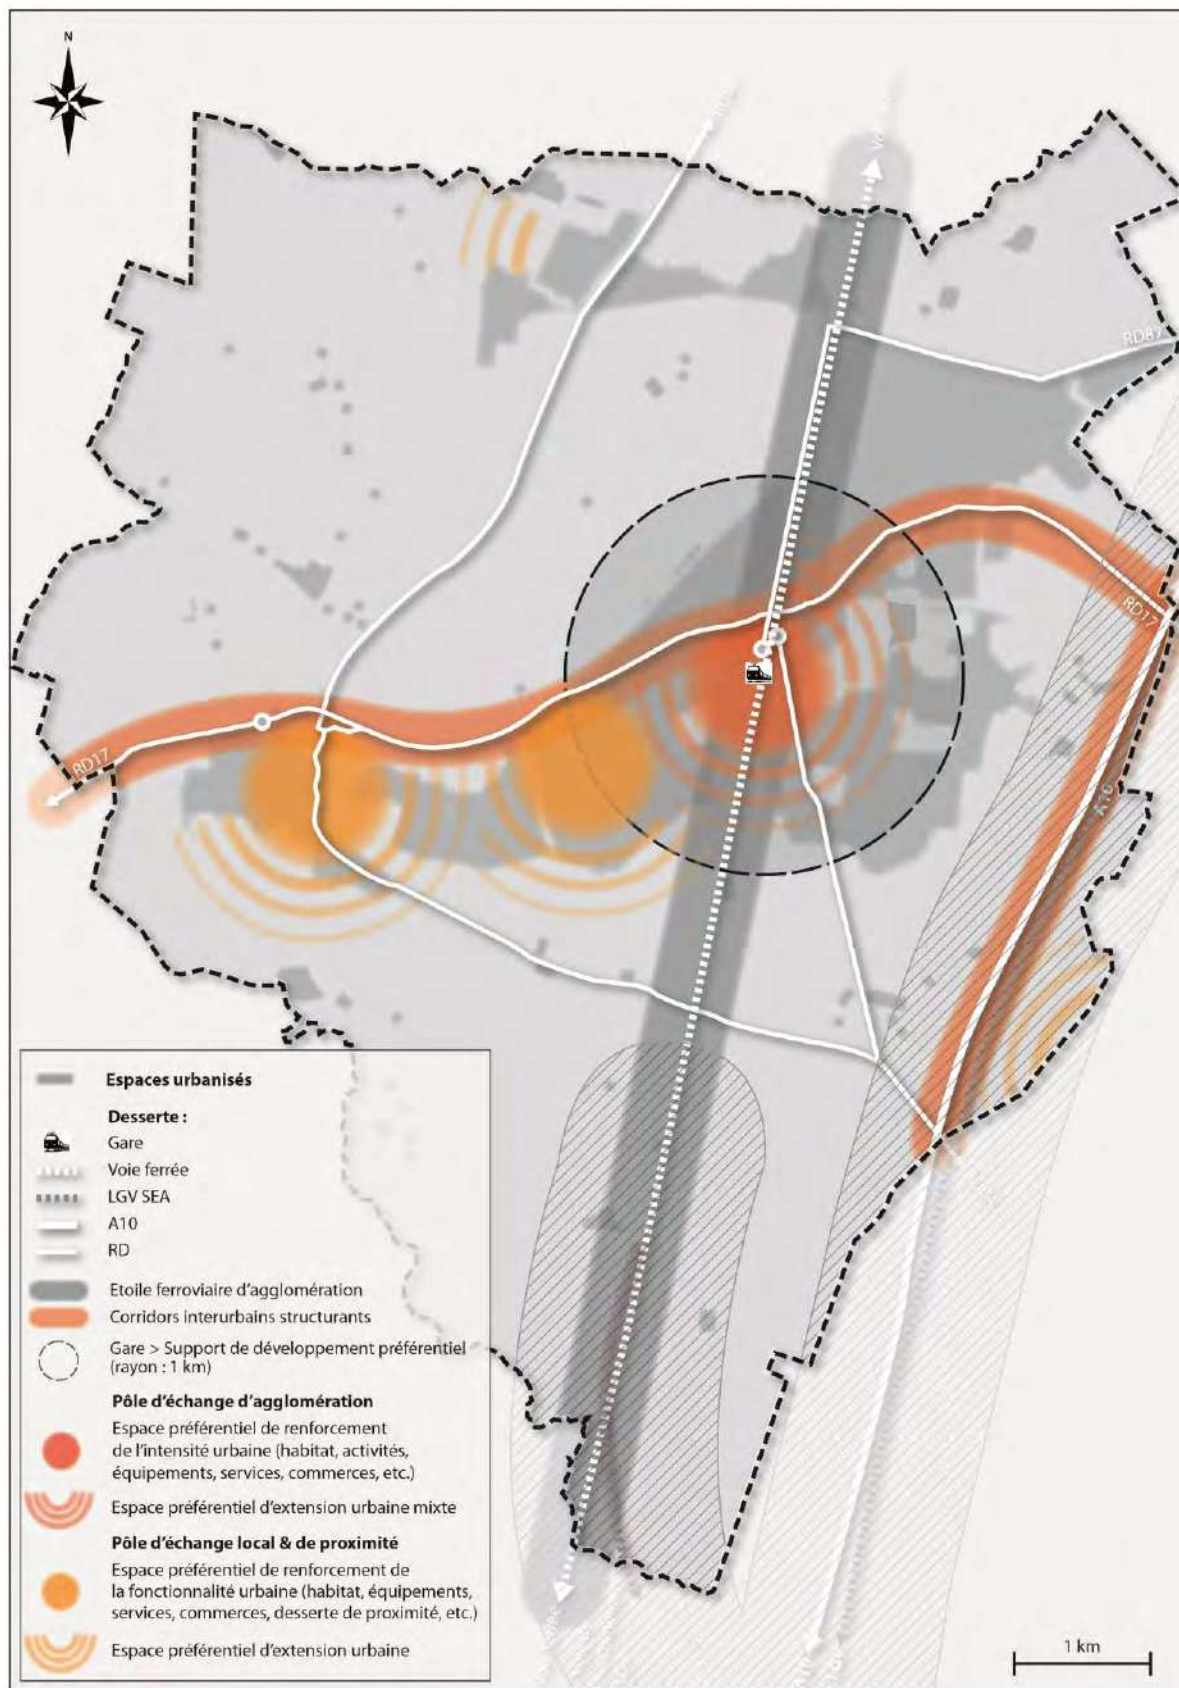 N
RD87
RD17
RD17
A10
Espaces urbanisés
Desserte :
Gare
Voie ferrée
LGV SEA
A10
RD
Etoile ferroviaire d'agglomération
Corridors interurbains structurants
Gare > Support de développement préférentiel
(rayon : 1 km)
Pôle d'échange d'agglomération
Espace préférentiel de renforcement
de l'intensité urbaine (habitat, activités,
équipements, services, commerces, etc.)
Espace préférentiel d'extension urbaine mixte
Pôle d'échange local & de proximité
Espace préférentiel de renforcement de
la fonctionnalité urbaine (habitat, équipements,
services, commerces, desserte de proximité, etc.)
Espace préférentiel d'extension urbaine
1 km